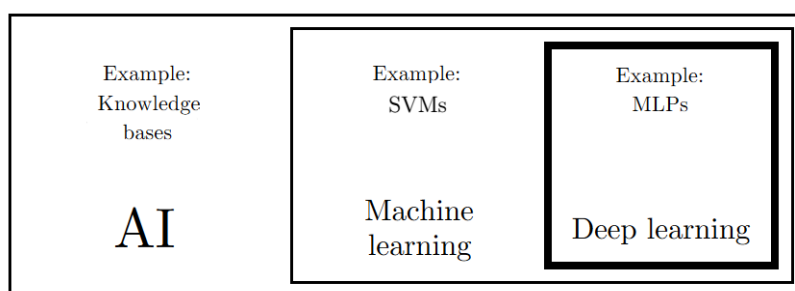 Example:
Knowledge
bases
AI
Example:
SVMs
Machine
learning
Example:
MLPs
Deep learning